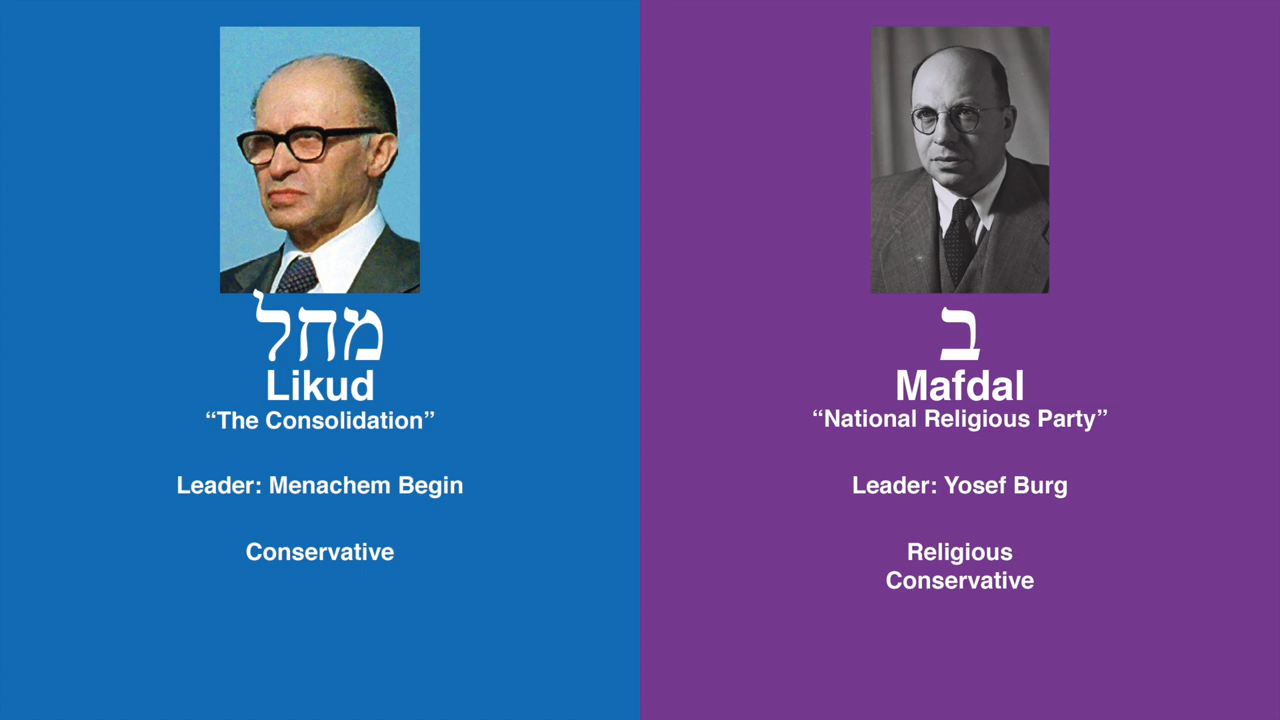 מחל
Likud
“The Consolidation”
Leader: Menachem Begin
Conservative
ב
Mafdal
“National Religious Party”
Leader: Yosef Burg
Religious
Conservative